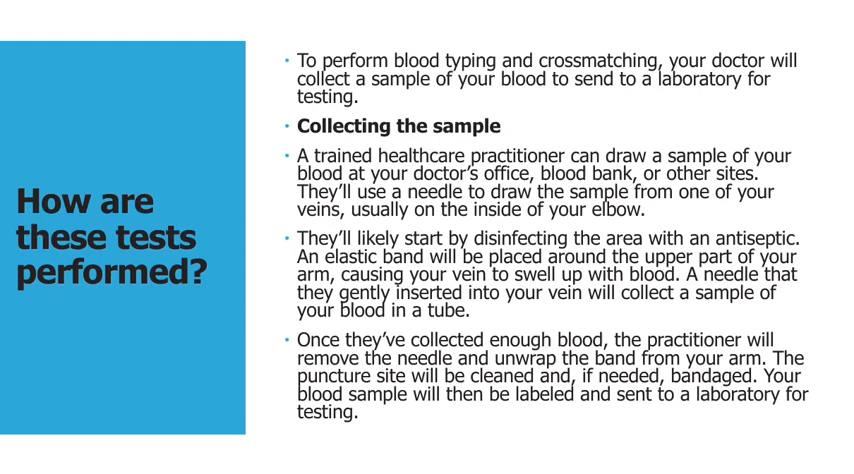 How are
these tests
performed?
• To perform blood typing and crossmatching, your doctor will
collect a sample of your blood to send to a laboratory for
testing.
• Collecting the sample
• A trained healthcare practitioner can draw a sample of your
blood at your doctor's office, blood bank, or other sites.
They'll use a needle to draw the sample from one of your
veins, usually on the inside of your elbow.
• They'll likely start by disinfecting the area with an antiseptic.
An elastic band will be placed around the upper part of your
arm, causing your vein to swell up with blood. A needle that
they gently inserted into your vein will collect a sample of
your blood in a tube.
• Once they've collected enough blood, the practitioner will
remove the needle and unwrap the band from your arm. The
puncture site will be cleaned and, if needed, bandaged. Your
blood sample will then be labeled and sent to a laboratory for
testing.